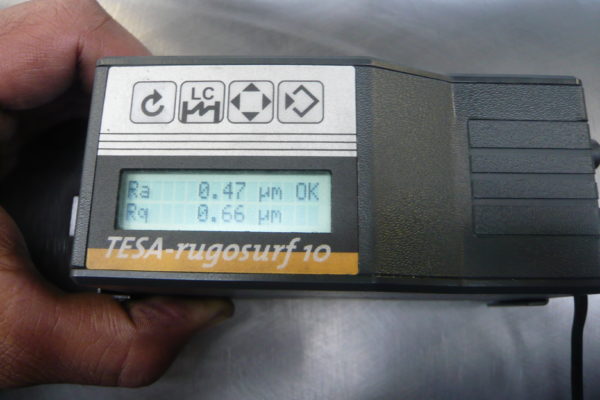 LC
Ra 0.47 µm OK
Rq 0.66 µm
TESA-rugosurf 10